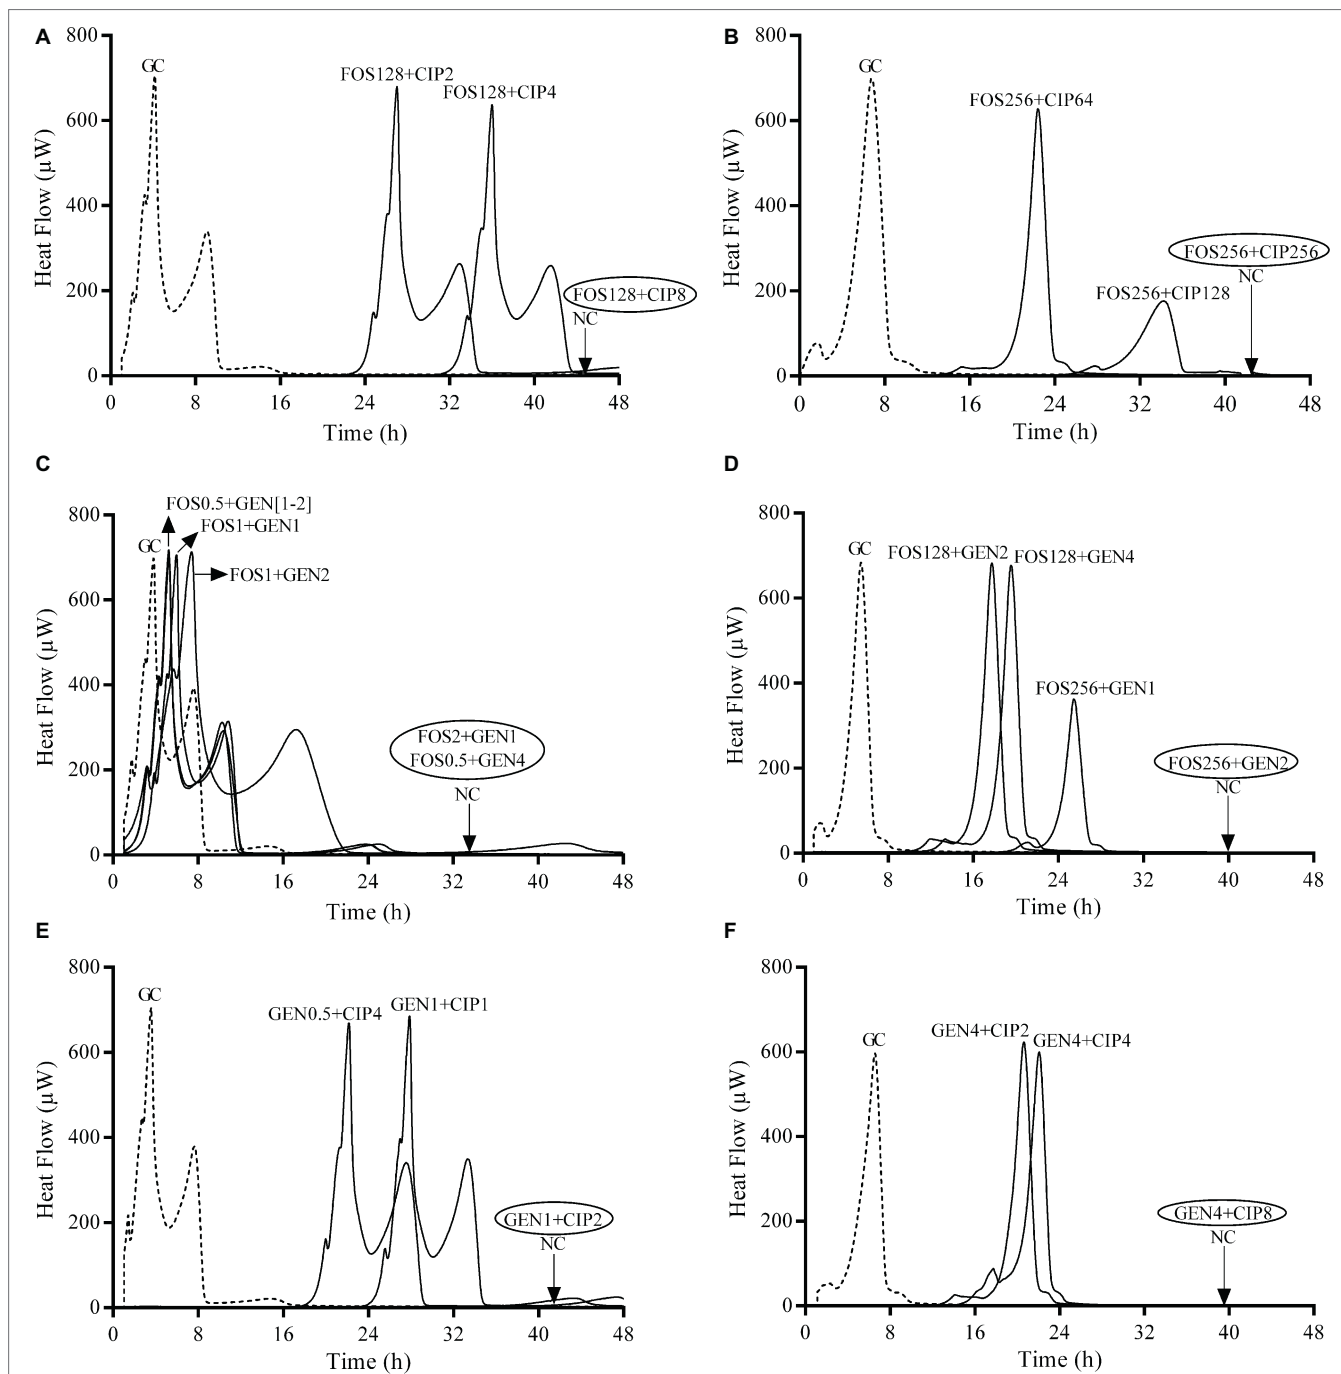 A
800
600
400
200
0
Heat Flow (µW)
GC
FOS128+CIP2
FOS128+CIP4
FOS128+CIP8
NC
0 8 16 24 32 40 48
Time (h)
B
800
600
400
200
0
Heat Flow (µW)
GC
FOS256+CIP64
FOS256+CIP256
NC
FOS256+CIP128
0 8 16 24 32 40 48
Time (h)
C
800
600
400
200
0
Heat Flow (µW)
FOS0.5+GEN[1-2]
FOS1+GEN1
GC
FOS1+GEN2
FOS2+GEN1
FOS0.5+GEN4
NC
0 8 16 24 32 40 48
Time (h)
D
800
600
400
200
0
Heat Flow (µW)
GC
FOS128+GEN2
FOS128+GEN4
FOS256+GEN1
FOS256+GEN2
NC
0 8 16 24 32 40 48
Time (h)
E
800
600
400
200
0
Heat Flow (µW)
GC
GEN0.5+CIP4
GEN1+CIP1
GEN1+CIP2
NC
0 8 16 24 32 40 48
Time (h)
F
800
600
400
200
0
Heat Flow (µW)
GC
GEN4+CIP2
GEN4+CIP4
GEN4+CIP8
NC
0 8 16 24 32 40 48
Time (h)